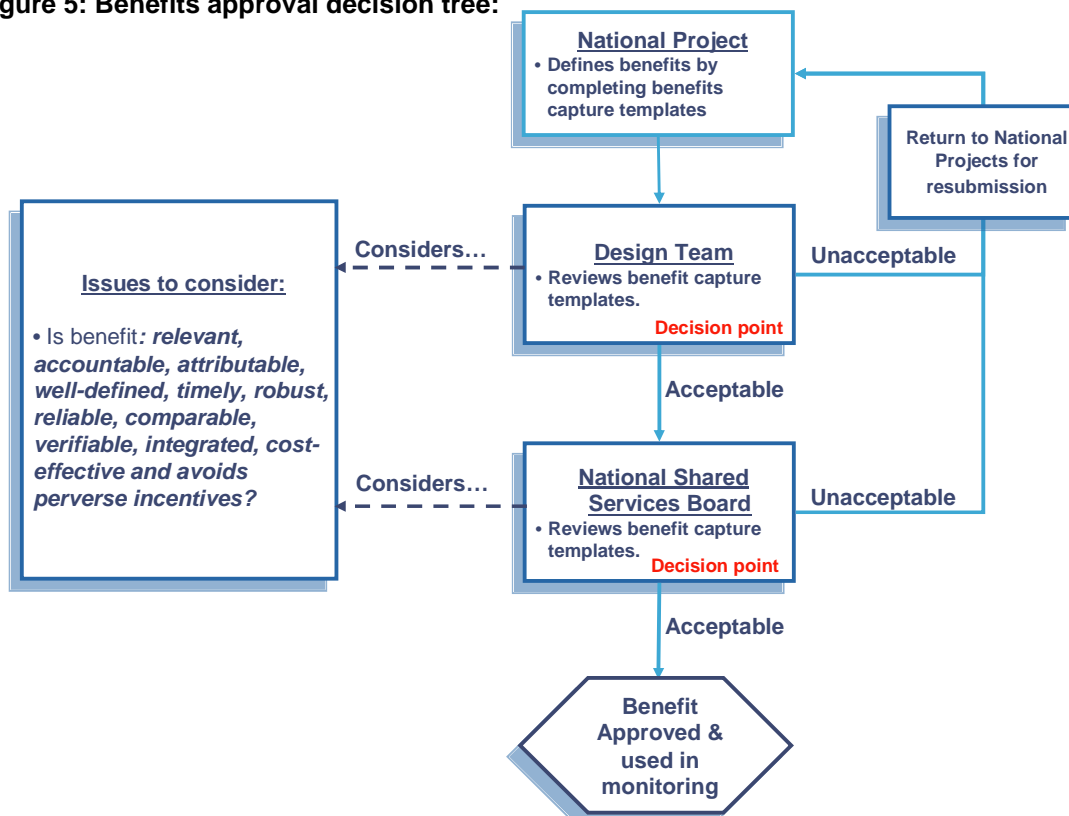 gure 5: Benefits approval decision tree:
National Project
• Defines benefits by
completing benefits
capture templates
Return to National
Projects for
resubmission
Considers…
Design Team
• Reviews benefit capture
templates.
Decision point
Unacceptable
Issues to consider:
• Is benefit: relevant,
accountable, attributable,
well-defined, timely, robust,
reliable, comparable,
verifiable, integrated, cost-
effective and avoids
perverse incentives?
Acceptable
Considers…
National Shared
Services Board
• Reviews benefit capture
templates.
Decision point
Unacceptable
Acceptable
Benefit
Approved &
used in
monitoring